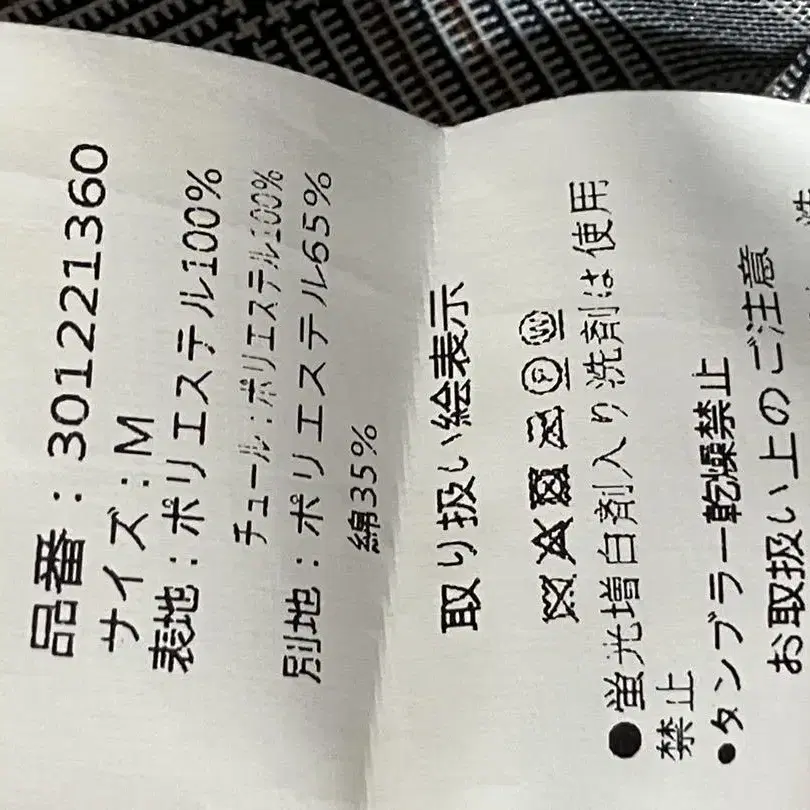 品番：301221360
サイズ：M
表地：ポリエステル100%
チュール：ポリエステル100%
別地：ポリエステル65%
綿35%
取り扱い絵表示
●蛍光増白剤入り洗剤は使用
禁止
●タンブラー乾燥禁止
お取扱い上のご注意